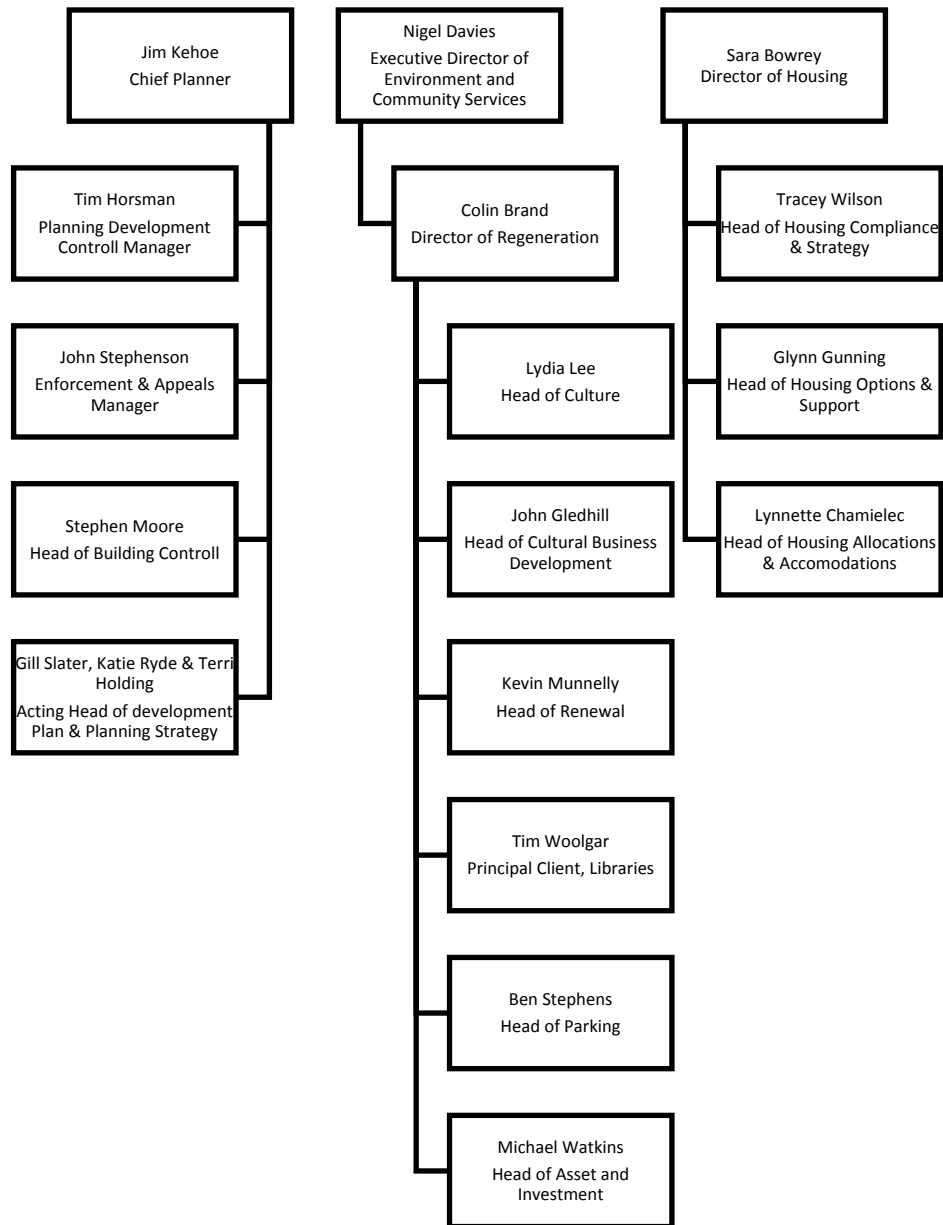 Jim Kehoe
Chief Planner
Tim Horsman
Planning Development
Controll Manager
John Stephenson
Enforcement & Appeals
Manager
Stephen Moore
Head of Building Controll
Gill Slater, Katie Ryde & Terri
Holding
Acting Head of development
Plan & Planning Strategy
Nigel Davies
Executive Director of
Environment and
Community Services
Colin Brand
Director of Regeneration
Lydia Lee
Head of Culture
John Gledhill
Head of Cultural Business
Development
Kevin Munnelly
Head of Renewal
Tim Woolgar
Principal Client, Libraries
Ben Stephens
Head of Parking
Michael Watkins
Head of Asset and
Investment
Sara Bowrey
Director of Housing
Tracey Wilson
Head of Housing Compliance
& Strategy
Glynn Gunning
Head of Housing Options &
Support
Lynnette Chamielec
Head of Housing Allocations
& Accomodations